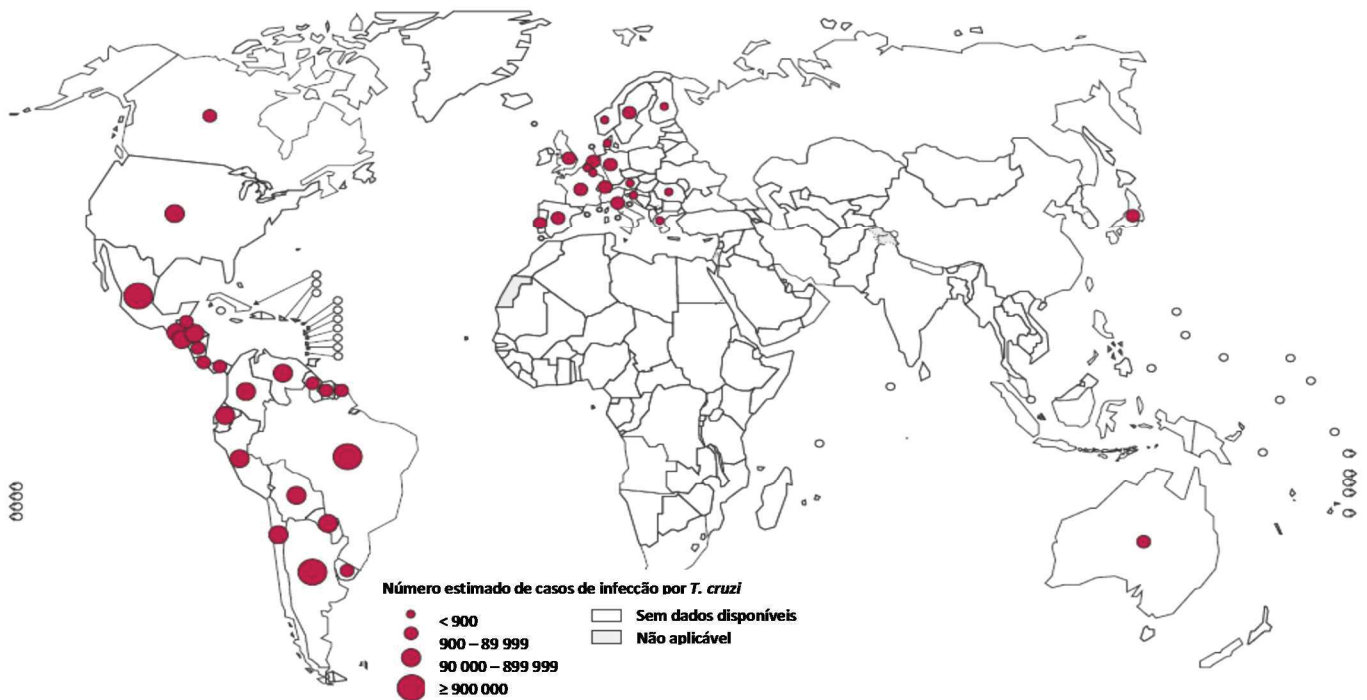 Número estimado de casos de infecção por T. cruzi
< 900
900 – 89 999
90 000 – 899 999
≥ 900 000
Sem dados disponíveis
Não aplicável